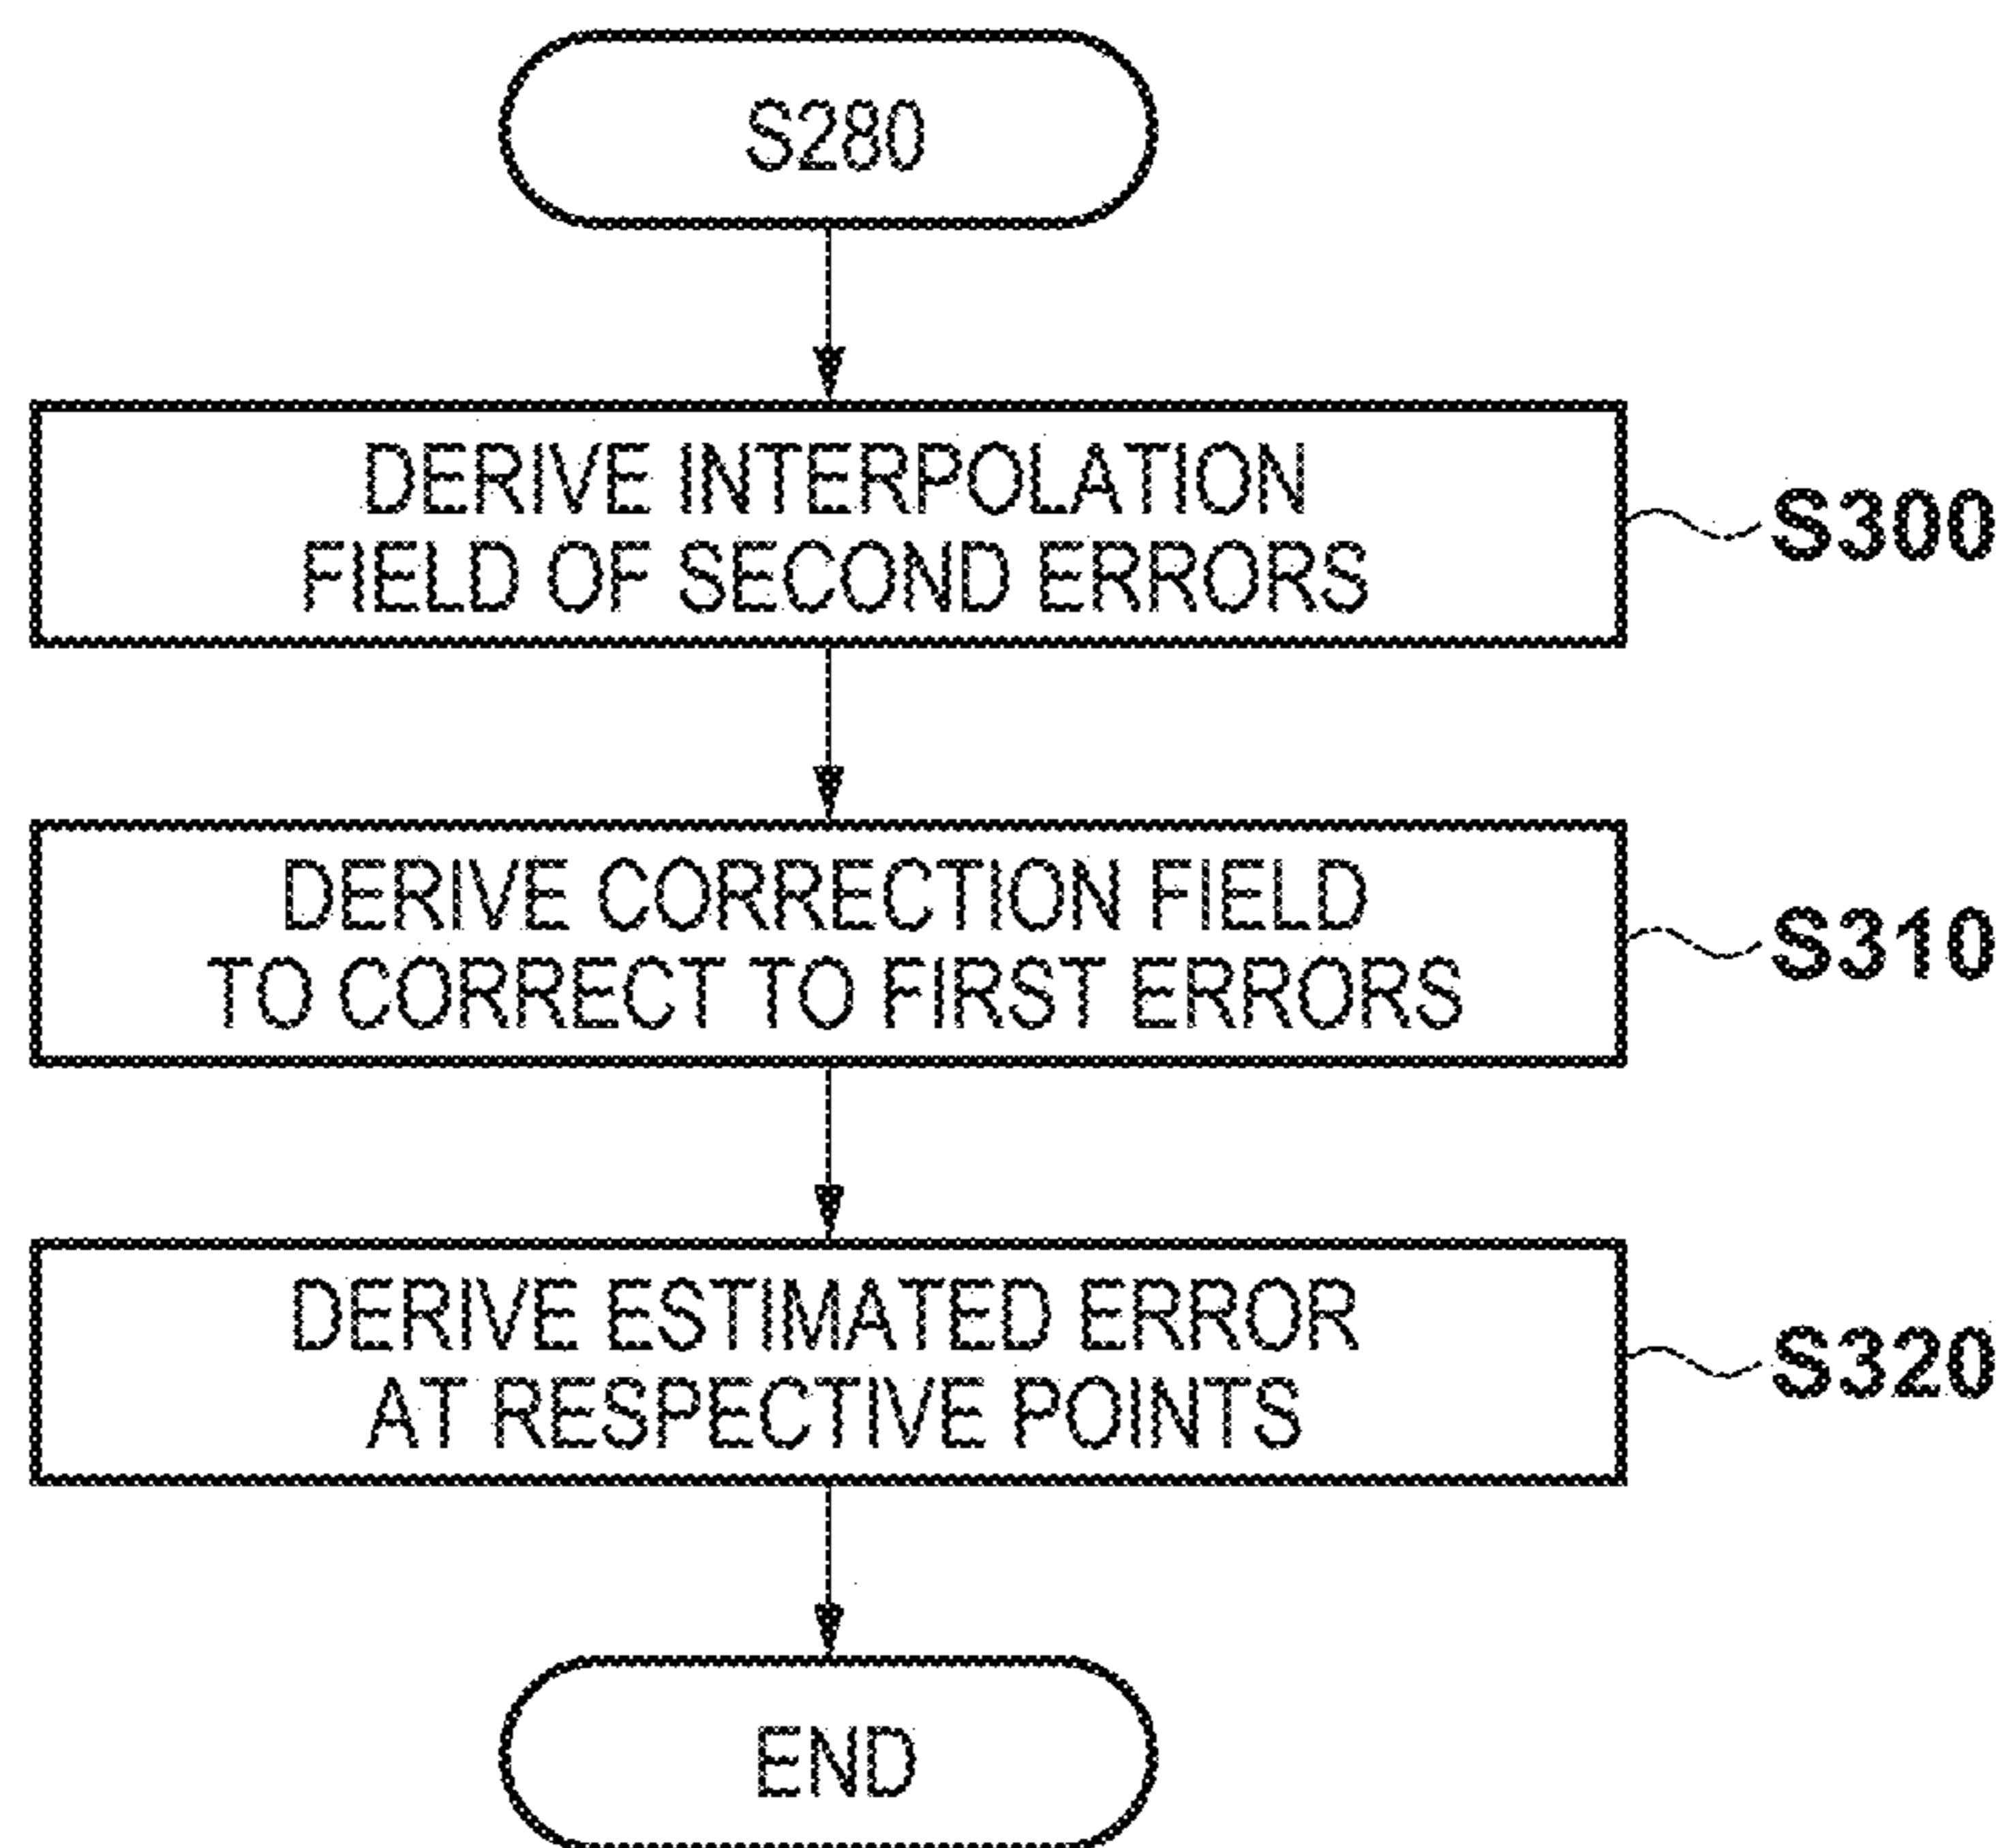 S280
DERIVE INTERPOLATION
FIELD OF SECOND ERRORS
S300
DERIVE CORRECTION FIELD
TO CORRECT TO FIRST ERRORS
S310
DERIVE ESTIMATED ERROR
AT RESPECTIVE POINTS
S320
END